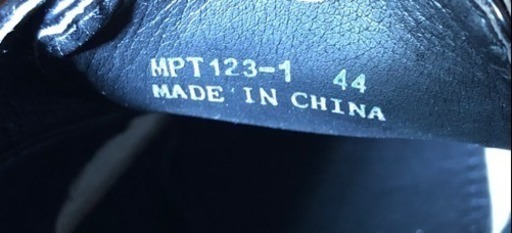 MPT123-1 44
MADE IN CHINA